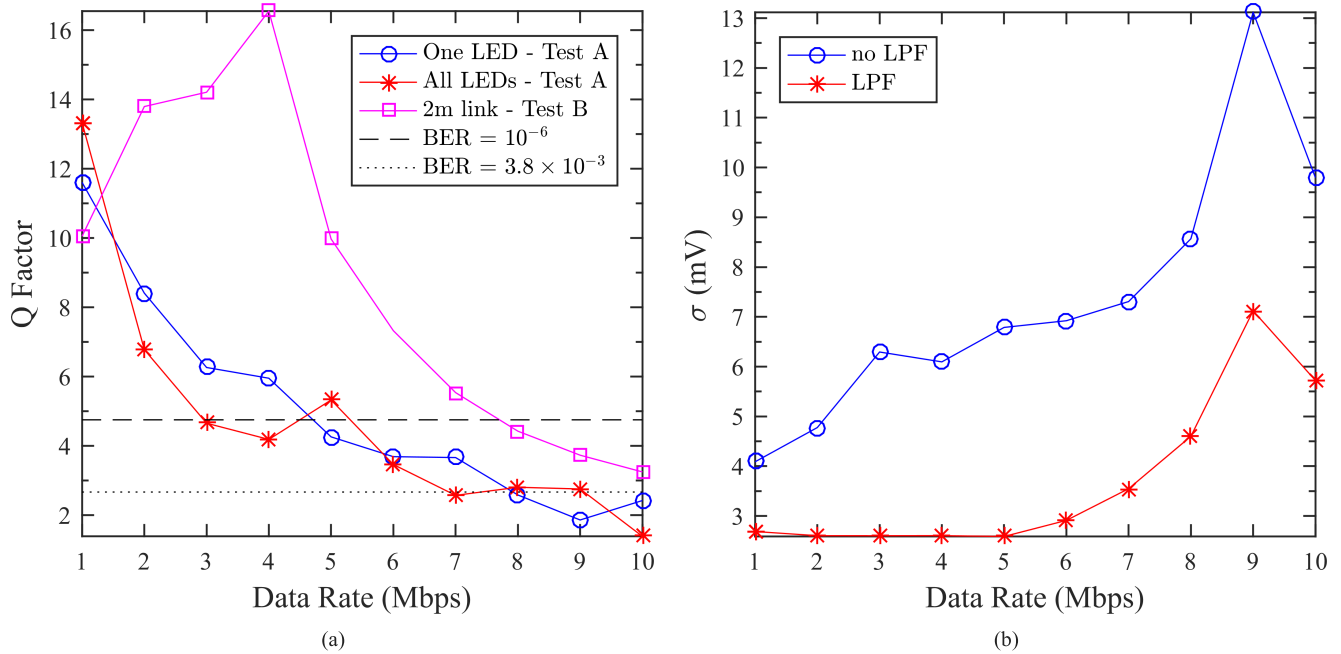 16
14
12
10
8
6
4
2
Q Factor
One LED - Test A
All LEDs - Test A
2m link - Test B
BER = 10⁻⁶
BER = 3.8 × 10⁻³
1 2 3 4 5 6 7 8 9 10
Data Rate (Mbps)
(a)
13
12
11
10
9
8
7
6
5
4
3
σ (mV)
no LPF
LPF
1 2 3 4 5 6 7 8 9 10
Data Rate (Mbps)
(b)